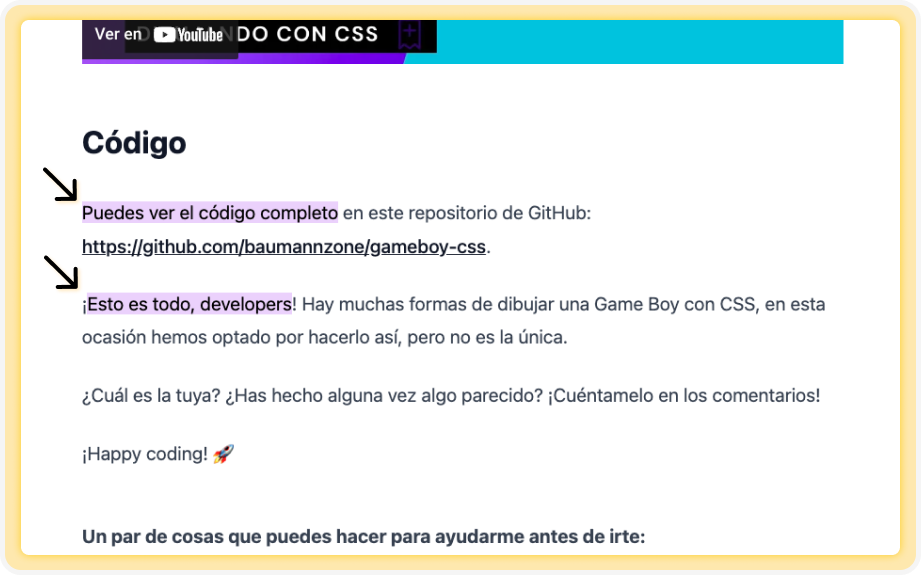 Ver en YouTube
DO CON CSS
Código
Puedes ver el código completo en este repositorio de GitHub:
https://github.com/baumannzone/gameboy-css.
¡Esto es todo, developers! Hay muchas formas de dibujar una Game Boy con CSS, en esta
ocasión hemos optado por hacerlo así, pero no es la única.
¿Cuál es la tuya? ¿Has hecho alguna vez algo parecido? ¡Cuéntamelo en los comentarios!
¡Happy coding! 🚀
Un par de cosas que puedes hacer para ayudarme antes de irte: